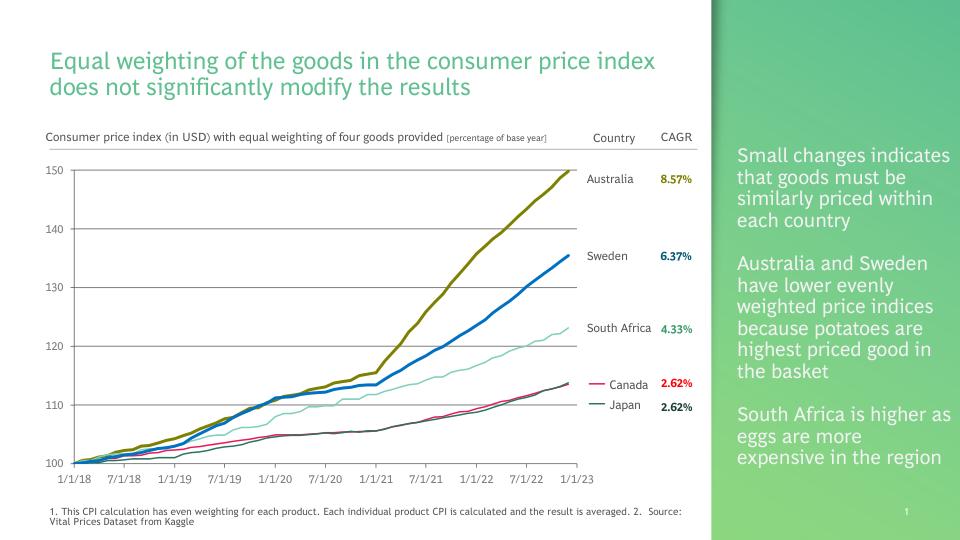 Equal weighting of the goods in the consumer price index
does not significantly modify the results
Consumer price index (in USD) with equal weighting of four goods provided [percentage of base year]
Country CAGR
150
140
130
120
110
100
1/1/18 7/1/18 1/1/19 7/1/19 1/1/20 7/1/20 1/1/21 7/1/21 1/1/22 7/1/22 1/1/23
Australia 8.57%
Sweden 6.37%
South Africa 4.33%
Canada 2.62%
Japan 2.62%
Small changes indicates
that goods must be
similarly priced within
each country
Australia and Sweden
have lower evenly
weighted price indices
because potatoes are
highest priced good in
the basket
South Africa is higher as
eggs are more
expensive in the region
1. This CPI calculation has even weighting for each product. Each individual product CPI is calculated and the result is averaged. 2. Source:
Vital Prices Dataset from Kaggle
1